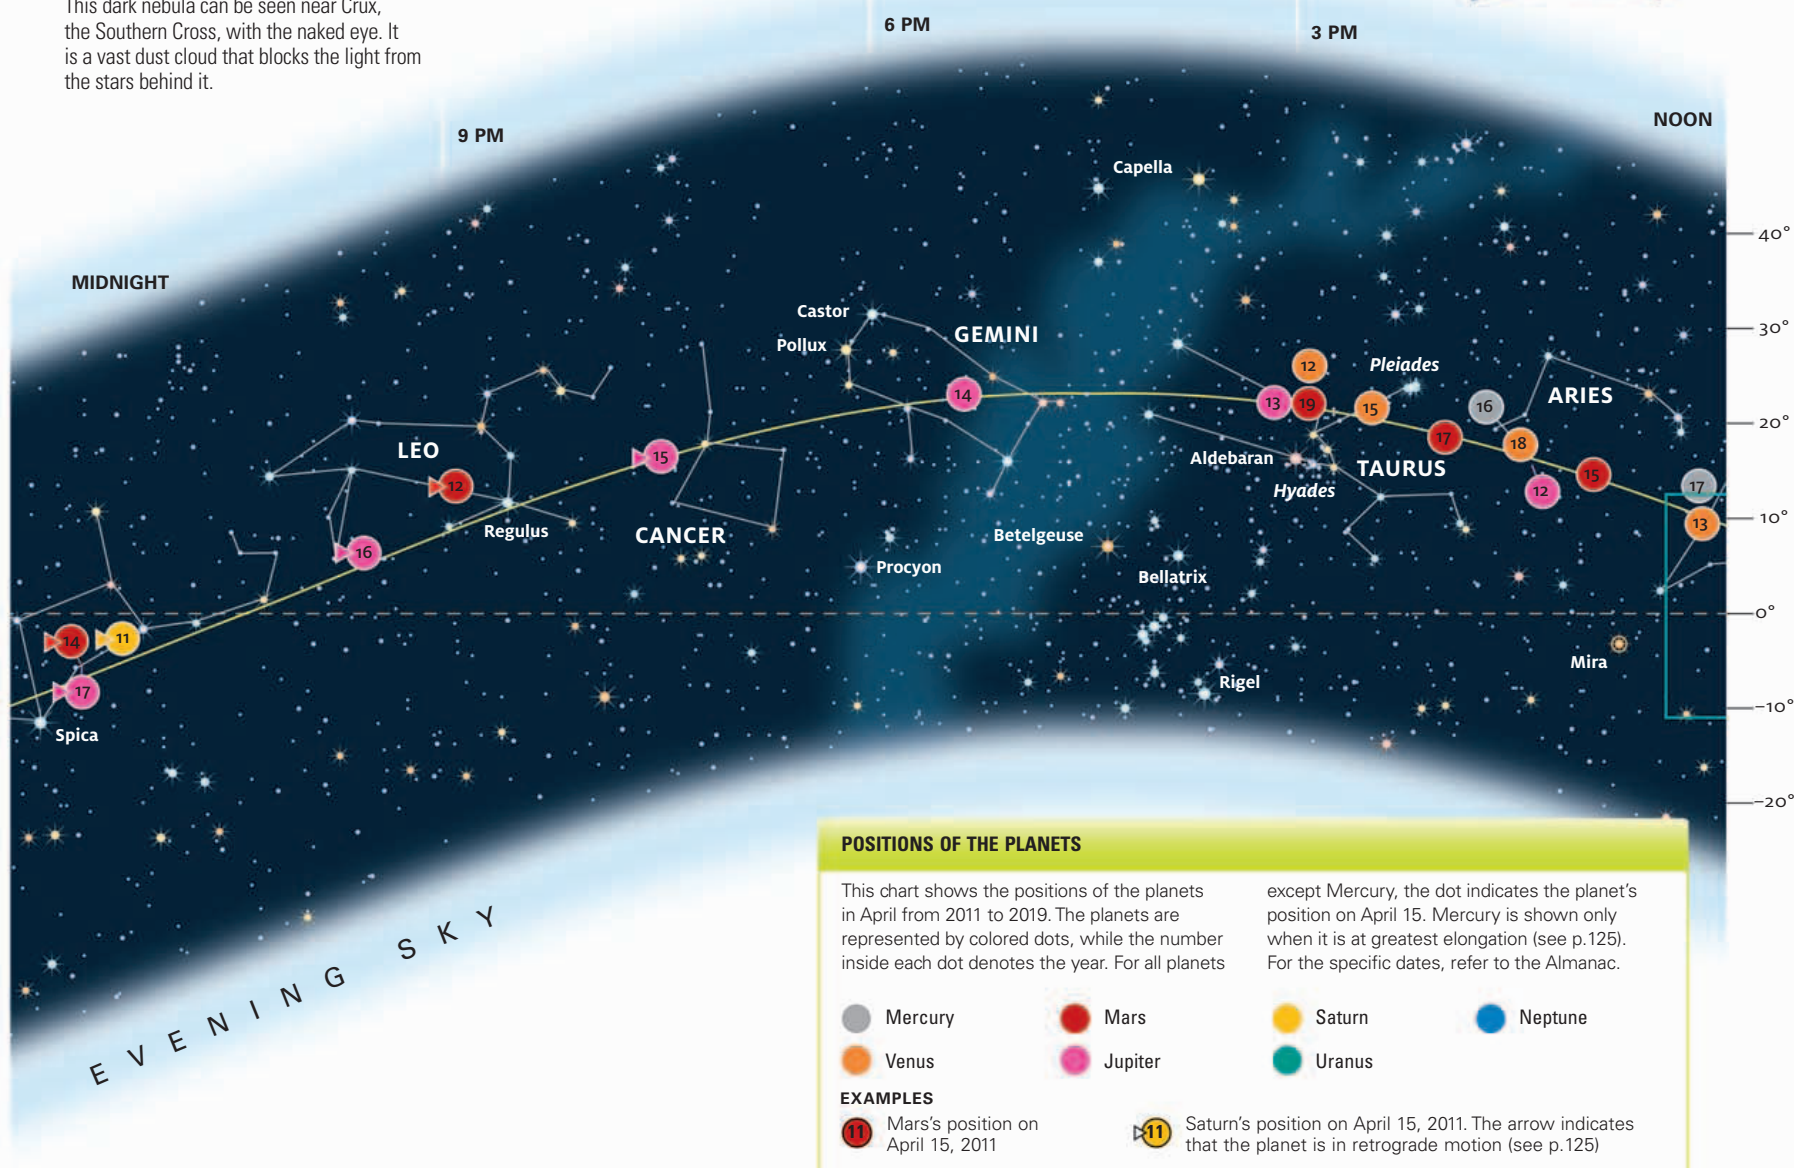 This dark nebula can be seen near Crux,
the Southern Cross, with the naked eye. It
is a vast dust cloud that blocks the light from
the stars behind it.
6 PM
3 PM
9 PM
NOON
MIDNIGHT
Capella
40°
Castor
GEMINI
30°
Pollux
12
Pleiades
14
13
19
15
16
ARIES
20°
17
18
LEO
15
Aldebaran
TAURUS
15
12
Hyades
12
17
Regulus
CANCER
Betelgeuse
13
10°
16
Procyon
Bellatrix
0°
14
11
Mira
17
Rigel
-10°
Spica
-20°
EVENING SKY
POSITIONS OF THE PLANETS
This chart shows the positions of the planets
in April from 2011 to 2019. The planets are
represented by colored dots, while the number
inside each dot denotes the year. For all planets
except Mercury, the dot indicates the planet's
position on April 15. Mercury is shown only
when it is at greatest elongation (see p.125).
For the specific dates, refer to the Almanac.
Mercury
Mars
Saturn
Neptune
Venus
Jupiter
Uranus
EXAMPLES
11
Mars's position on
April 15, 2011
11
Saturn's position on April 15, 2011. The arrow indicates
that the planet is in retrograde motion (see p.125)